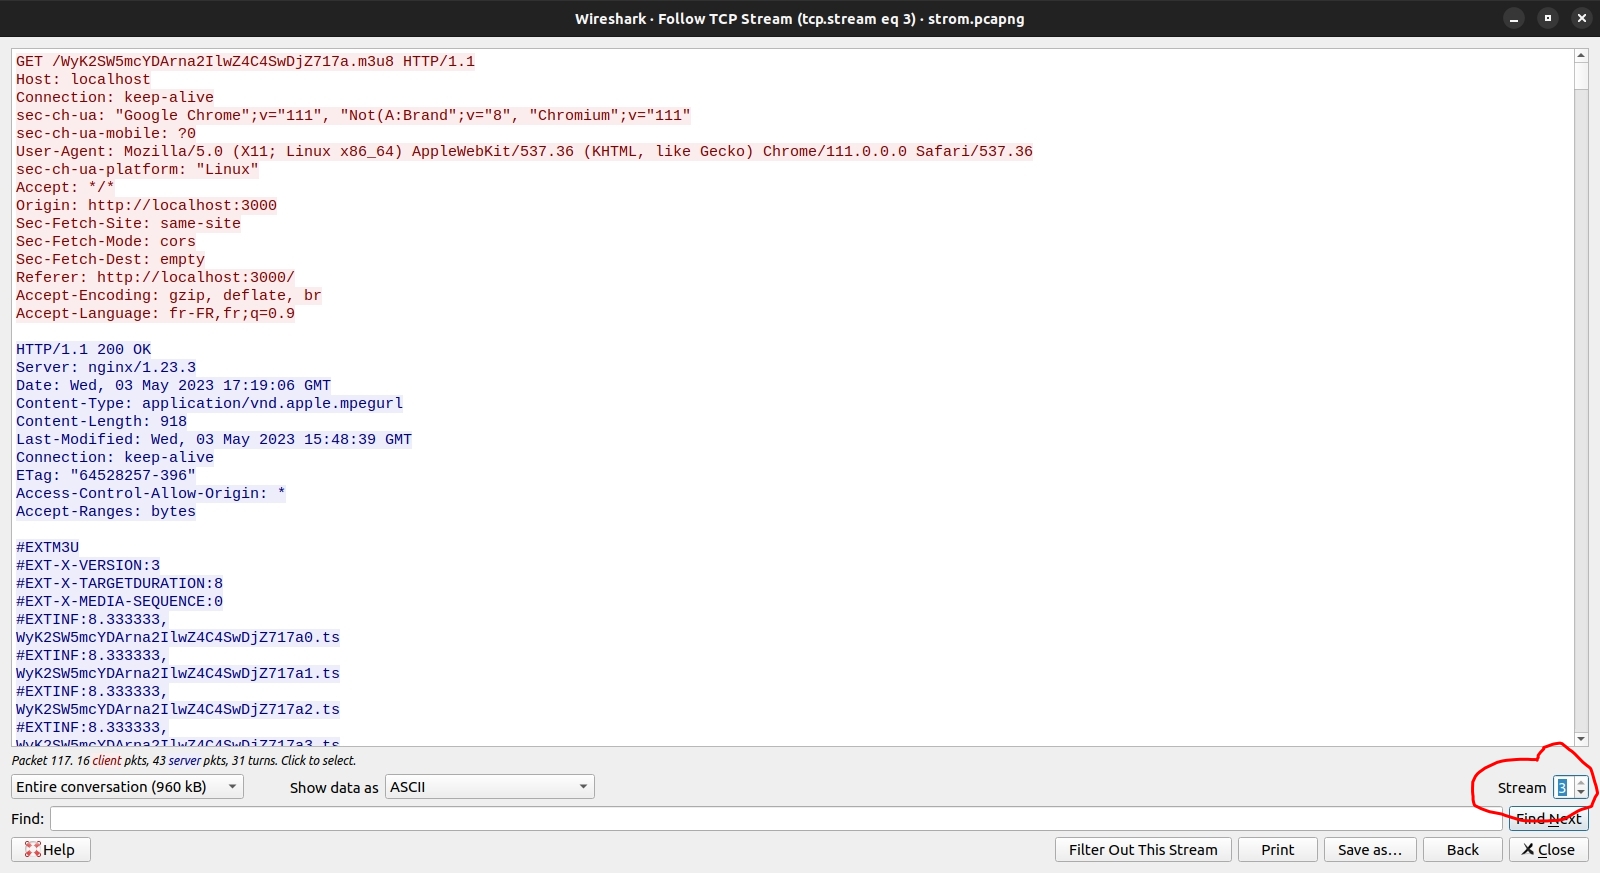 Wireshark · Follow TCP Stream (tcp.stream eq 3) · strom.pcapng
GET /WyK2SW5mcYDArna2IlwZ4C4SwDjZ717a.m3u8 HTTP/1.1
Host: localhost
Connection: keep-alive
sec-ch-ua: "Google Chrome";v="111", "Not(A:Brand";v="8", "Chromium";v="111"
sec-ch-ua-mobile: ?0
User-Agent: Mozilla/5.0 (X11; Linux x86_64) AppleWebKit/537.36 (KHTML, like Gecko) Chrome/111.0.0.0 Safari/537.36
sec-ch-ua-platform: "Linux"
Accept: */*
Origin: http://localhost:3000
Sec-Fetch-Site: same-site
Sec-Fetch-Mode: cors
Sec-Fetch-Dest: empty
Referer: http://localhost:3000/
Accept-Encoding: gzip, deflate, br
Accept-Language: fr-FR,fr;q=0.9
HTTP/1.1 200 OK
Server: nginx/1.23.3
Date: Wed, 03 May 2023 17:19:06 GMT
Content-Type: application/vnd.apple.mpegurl
Content-Length: 918
Last-Modified: Wed, 03 May 2023 15:48:39 GMT
Connection: keep-alive
ETag: "64528257-396"
Access-Control-Allow-Origin: *
Accept-Ranges: bytes
#EXTM3U
#EXT-X-VERSION:3
#EXT-X-TARGETDURATION:8
#EXT-X-MEDIA-SEQUENCE:0
#EXTINF:8.333333,
WyK2SW5mcYDArna2IlwZ4C4SwDjZ717a0.ts
#EXTINF:8.333333,
WyK2SW5mcYDArna2IlwZ4C4SwDjZ717a1.ts
#EXTINF:8.333333,
WyK2SW5mcYDArna2IlwZ4C4SwDjZ717a2.ts
#EXTINF:8.333333,
WyK2SW5mcYDArna2IlwZ4C4SwDjZ717a3.ts
Packet 117. 16 client pkts, 43 server pkts, 31 turns. Click to select.
Entire conversation (960 kB) Show data as ASCII Stream 3
Find: Find Next
Help Filter Out This Stream Print Save as… Back Close